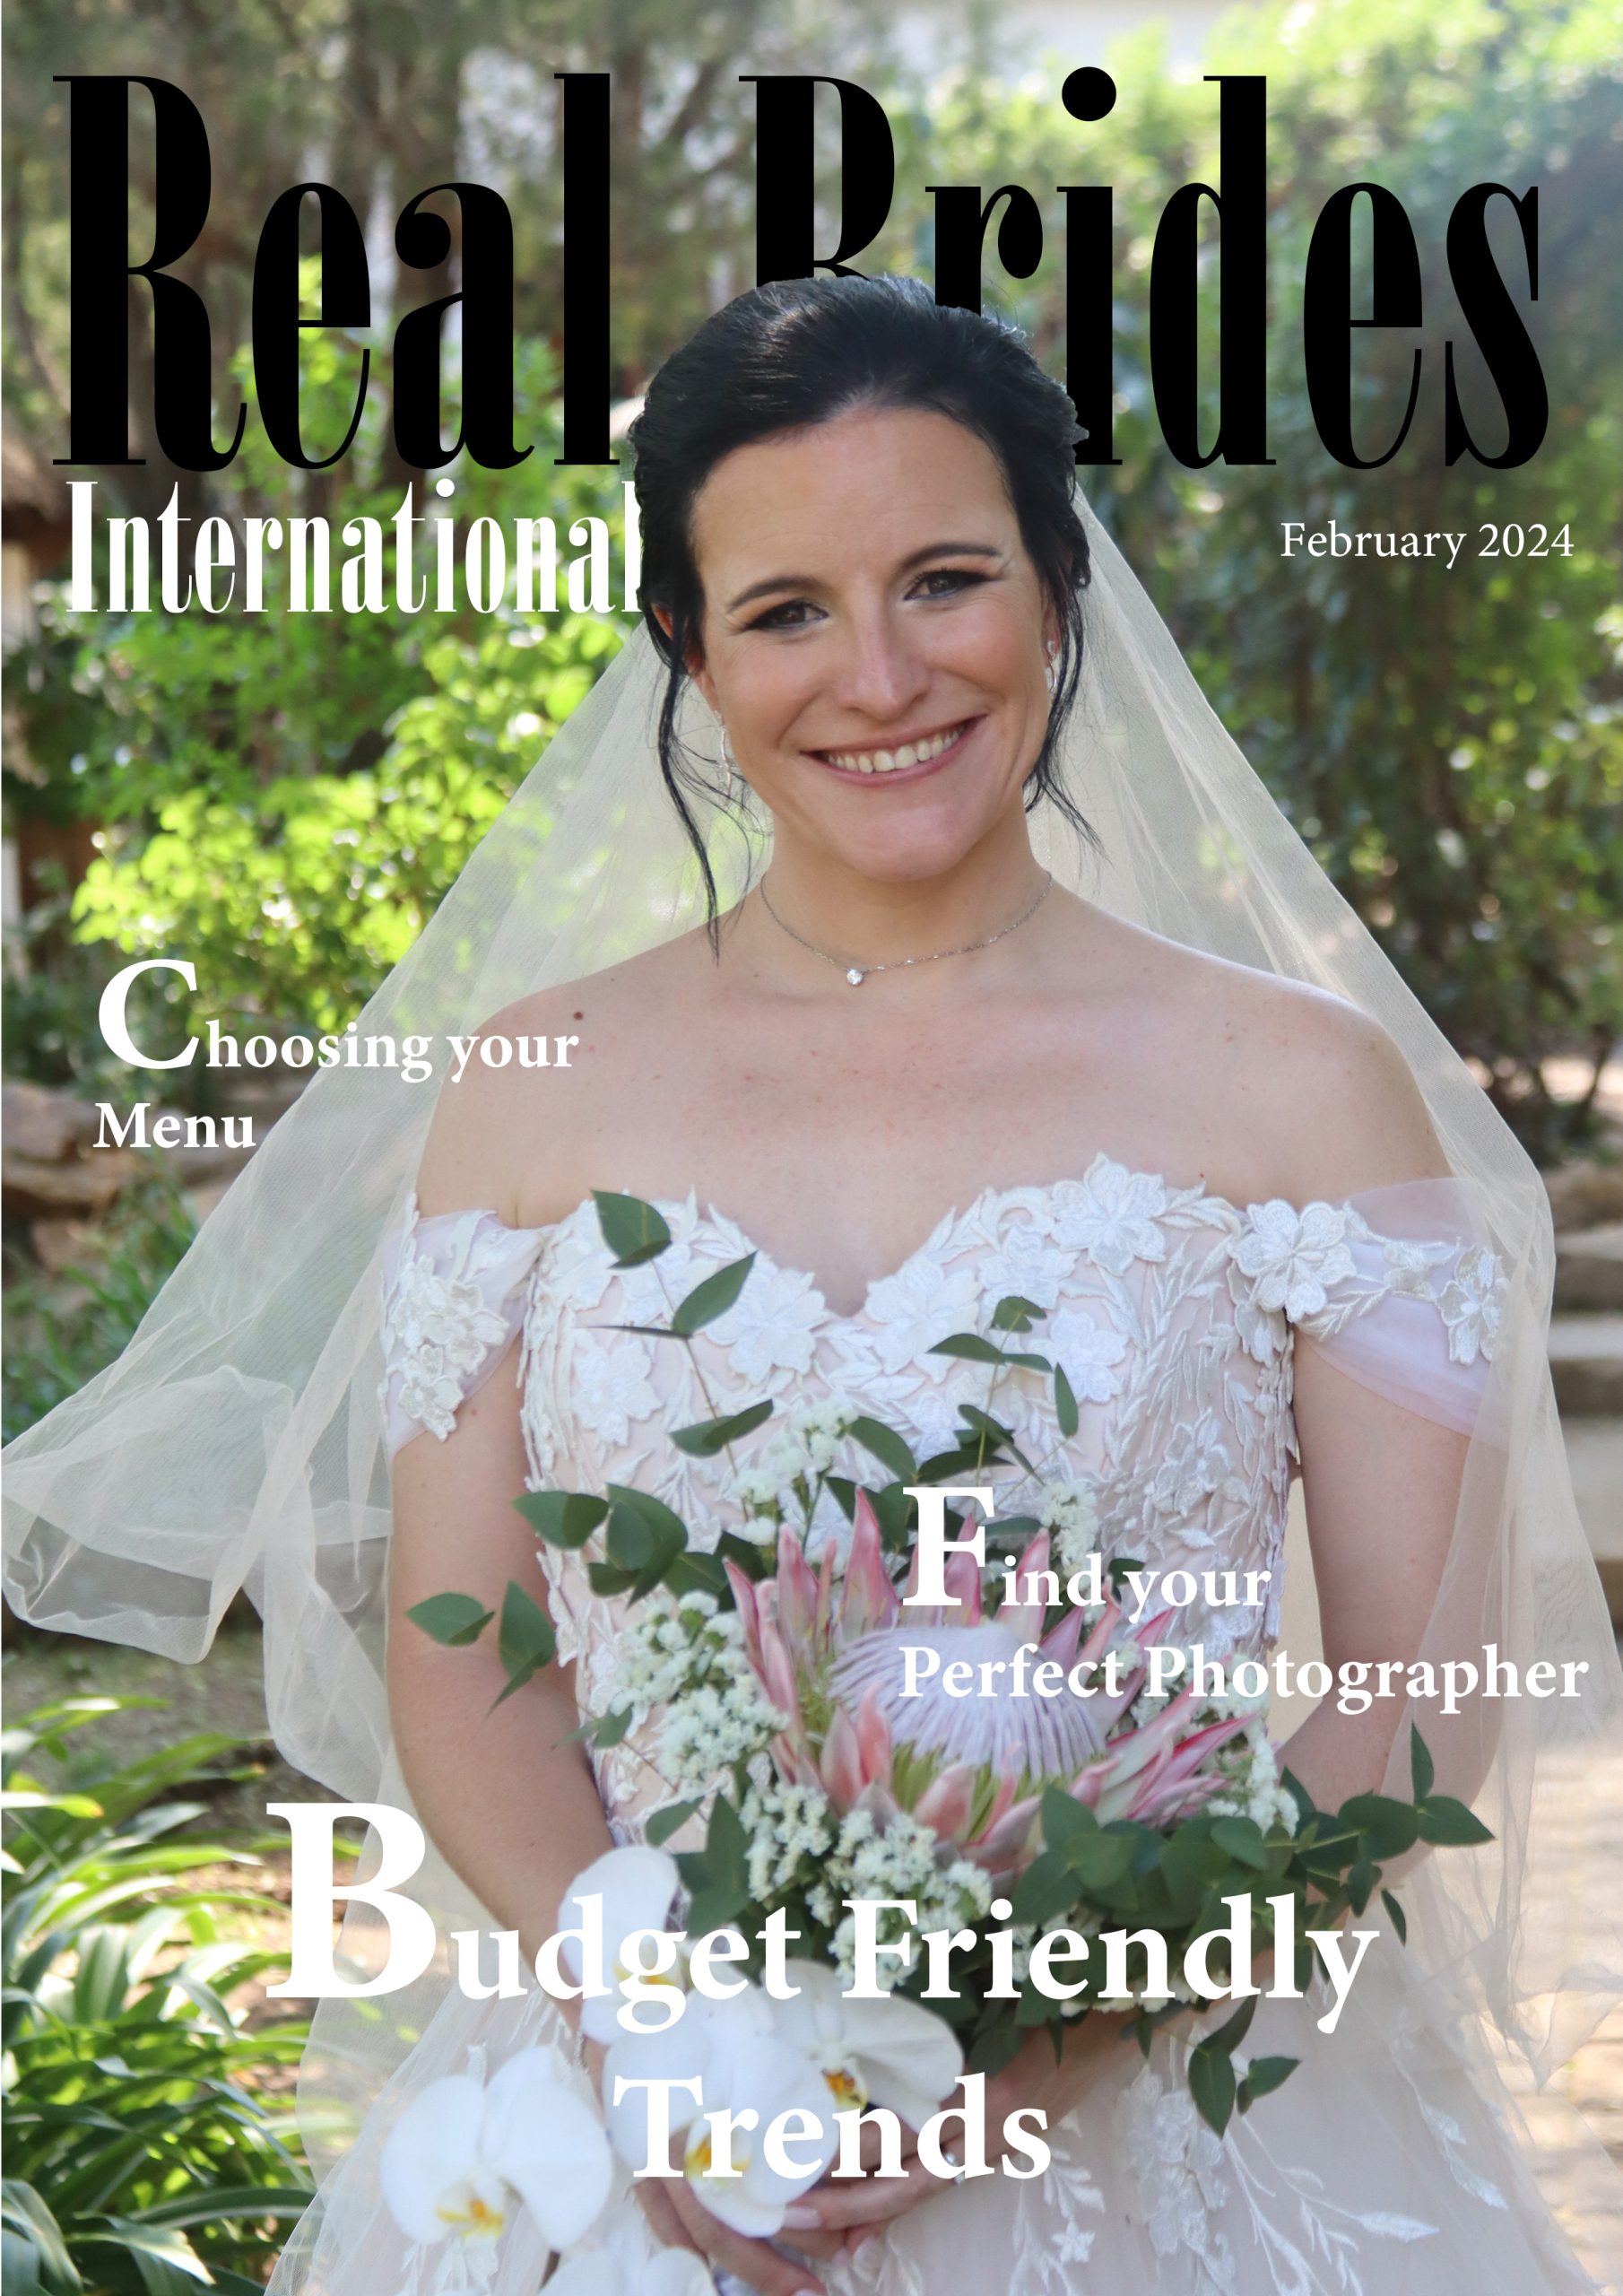 Real Brides
International
February 2024
Choosing your
Menu
Find your
Perfect Photographer
Budget Friendly
Trends